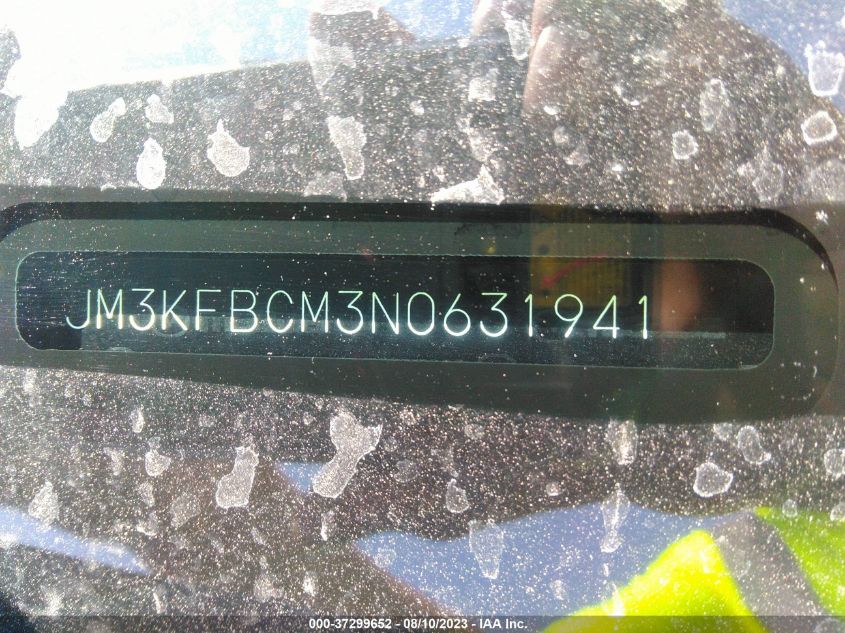 JM3KFBCM3N0631941
000-37299652 - 08/10/2023 - IAA Inc.